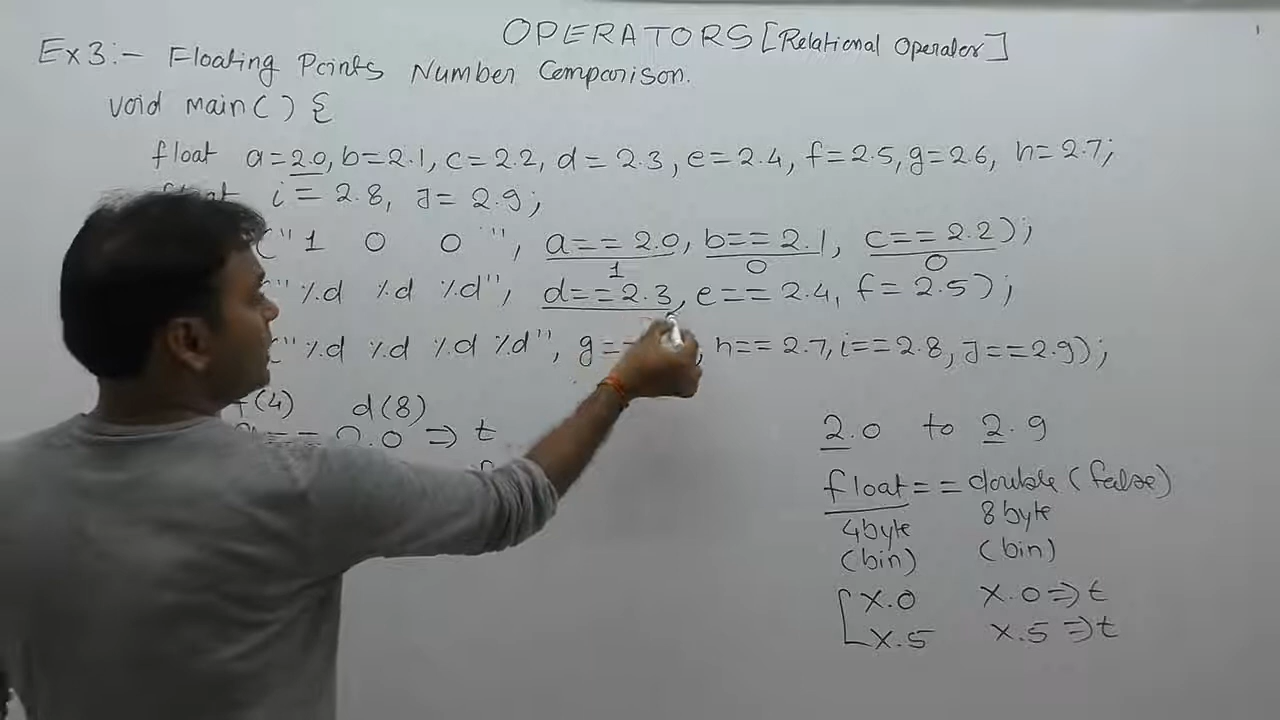 OPERATORS [Relational Operator]
Ex3:- Floating Points Number Comparison.
void main() {
float a=2.0, b=2.1, c=2.2, d=2.3, e=2.4, f=2.5, g=2.6, h=2.7;
float i=2.8, J=2.9;
("1 0 0 ", a==2.0, b==2.1, c==2.2);
1 0 0
("%d %d %d", d==2.3, e==2.4, f=2.5);
("%d %d %d %d", g== , h==2.7, i==2.8, J==2.9);
f(4) d(8)
== 2.0 => t
2.0 to 2.9
float == double (false)
4byte 8byte
(bin) (bin)
x.0 x.0 => t
x.5 x.5 => t